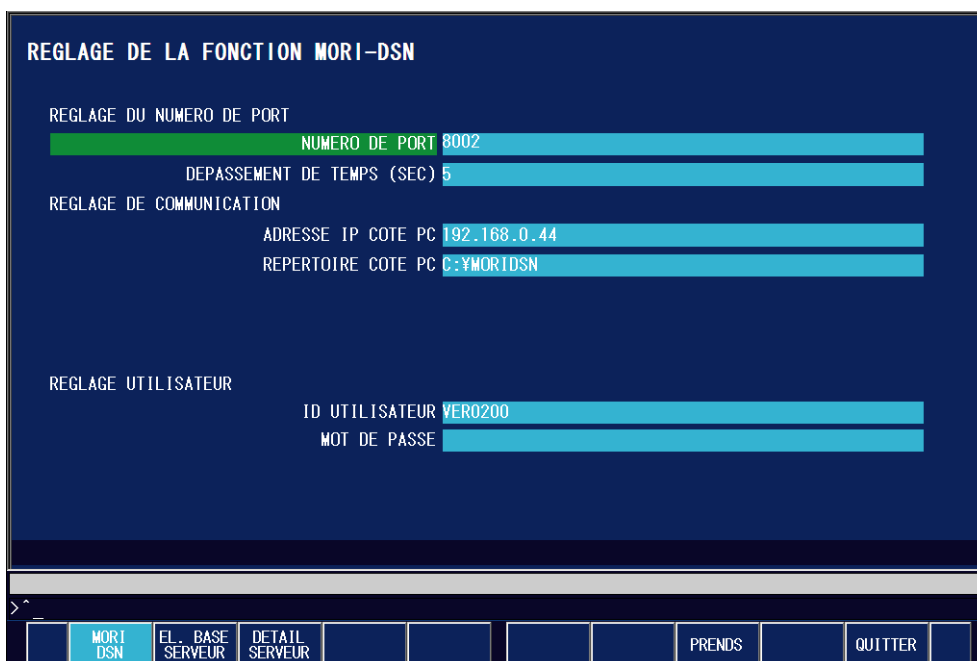 REGLAGE DE LA FONCTION MORI-DSN
REGLAGE DU NUMERO DE PORT
NUMERO DE PORT 8002
DEPASSEMENT DE TEMPS (SEC) 5
REGLAGE DE COMMUNICATION
ADRESSE IP COTE PC 192.168.0.44
REPERTOIRE COTE PC C:¥MORIDSN
REGLAGE UTILISATEUR
ID UTILISATEUR VER0200
MOT DE PASSE
>^_
MORI DSN
EL. BASE SERVEUR
DETAIL SERVEUR
PRENDS
QUITTER